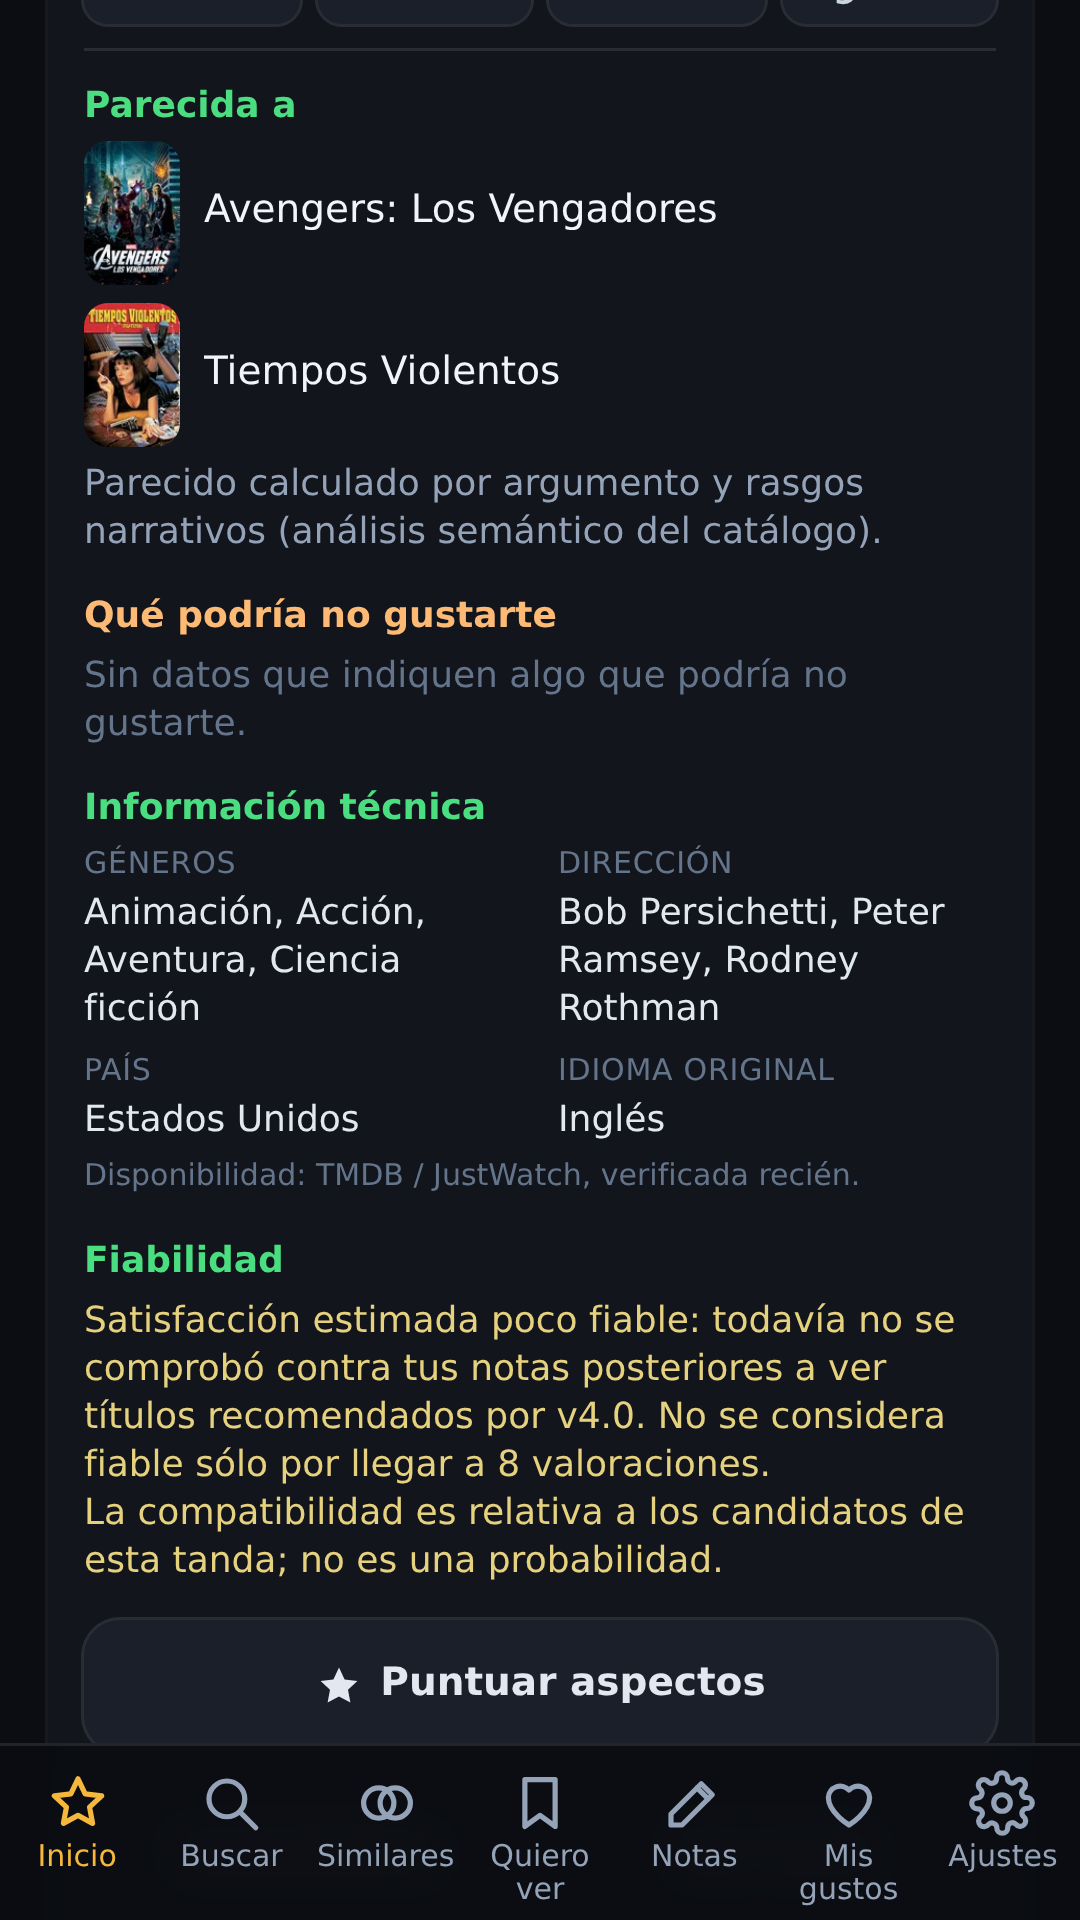 Parecida a
AVENGERS
LOS VENGADORES
Avengers: Los Vengadores
TIEMPOS VIOLENTOS
Tiempos Violentos
Parecido calculado por argumento y rasgos
narrativos (análisis semántico del catálogo).
Qué podría no gustarte
Sin datos que indiquen algo que podría no
gustarte.
Información técnica
GÉNEROS
Animación, Acción,
Aventura, Ciencia
ficción
DIRECCIÓN
Bob Persichetti, Peter
Ramsey, Rodney
Rothman
PAÍS
Estados Unidos
IDIOMA ORIGINAL
Inglés
Disponibilidad: TMDB / JustWatch, verificada recién.
Fiabilidad
Satisfacción estimada poco fiable: todavía no se
comprobó contra tus notas posteriores a ver
títulos recomendados por v4.0. No se considera
fiable sólo por llegar a 8 valoraciones.
La compatibilidad es relativa a los candidatos de
esta tanda; no es una probabilidad.
Puntuar aspectos
Inicio
Buscar
Similares
Quiero
ver
Notas
Mis
gustos
Ajustes